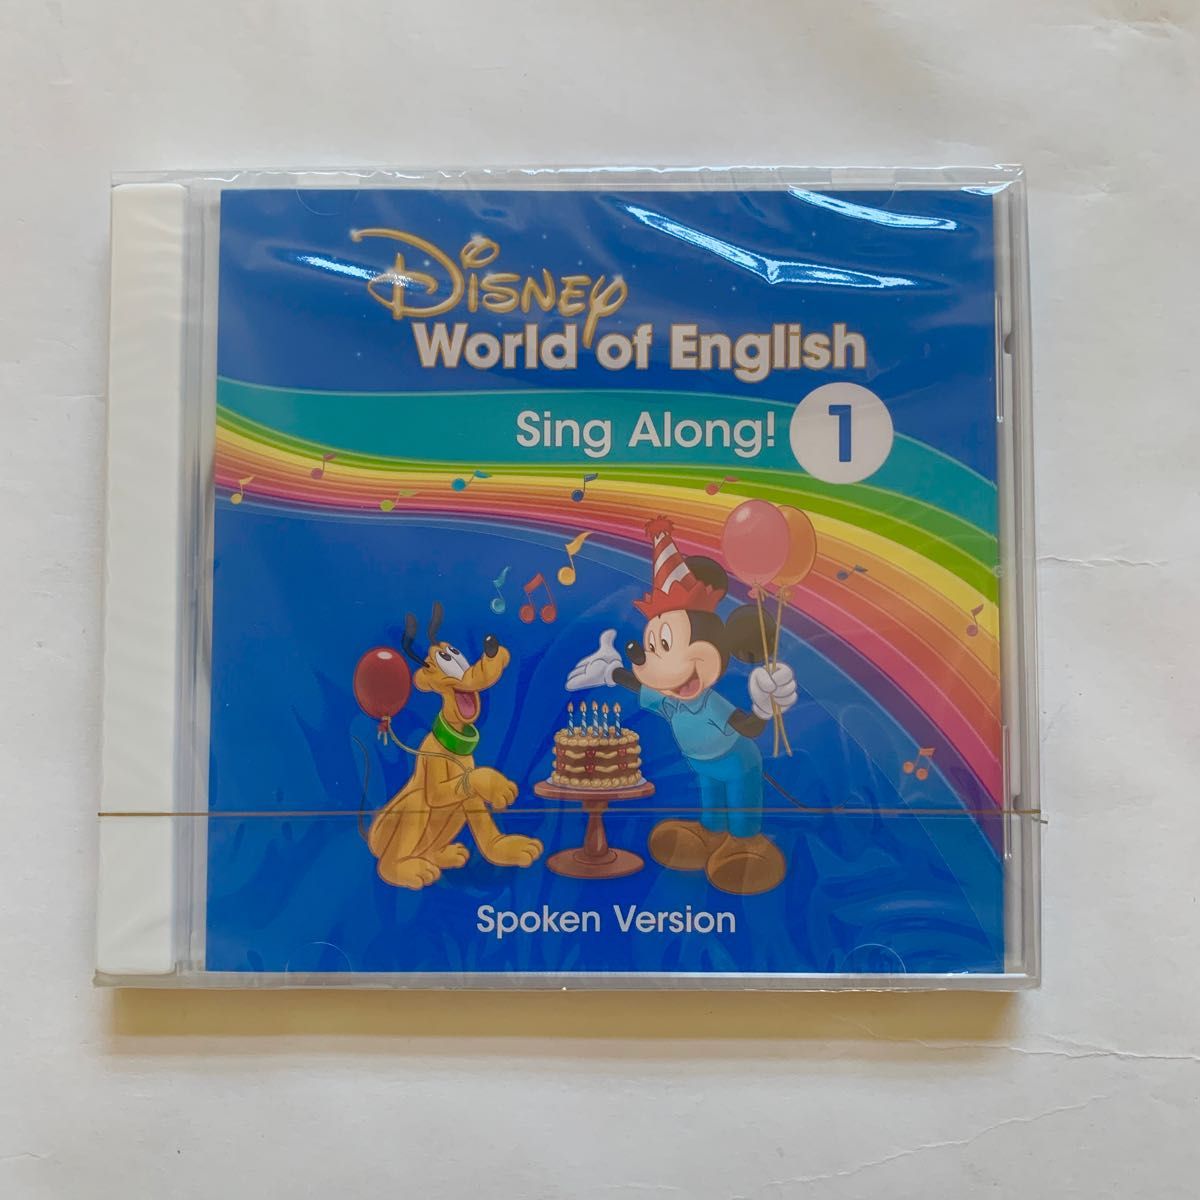 Disney
World of English
Sing Along! 1
Spoken Version